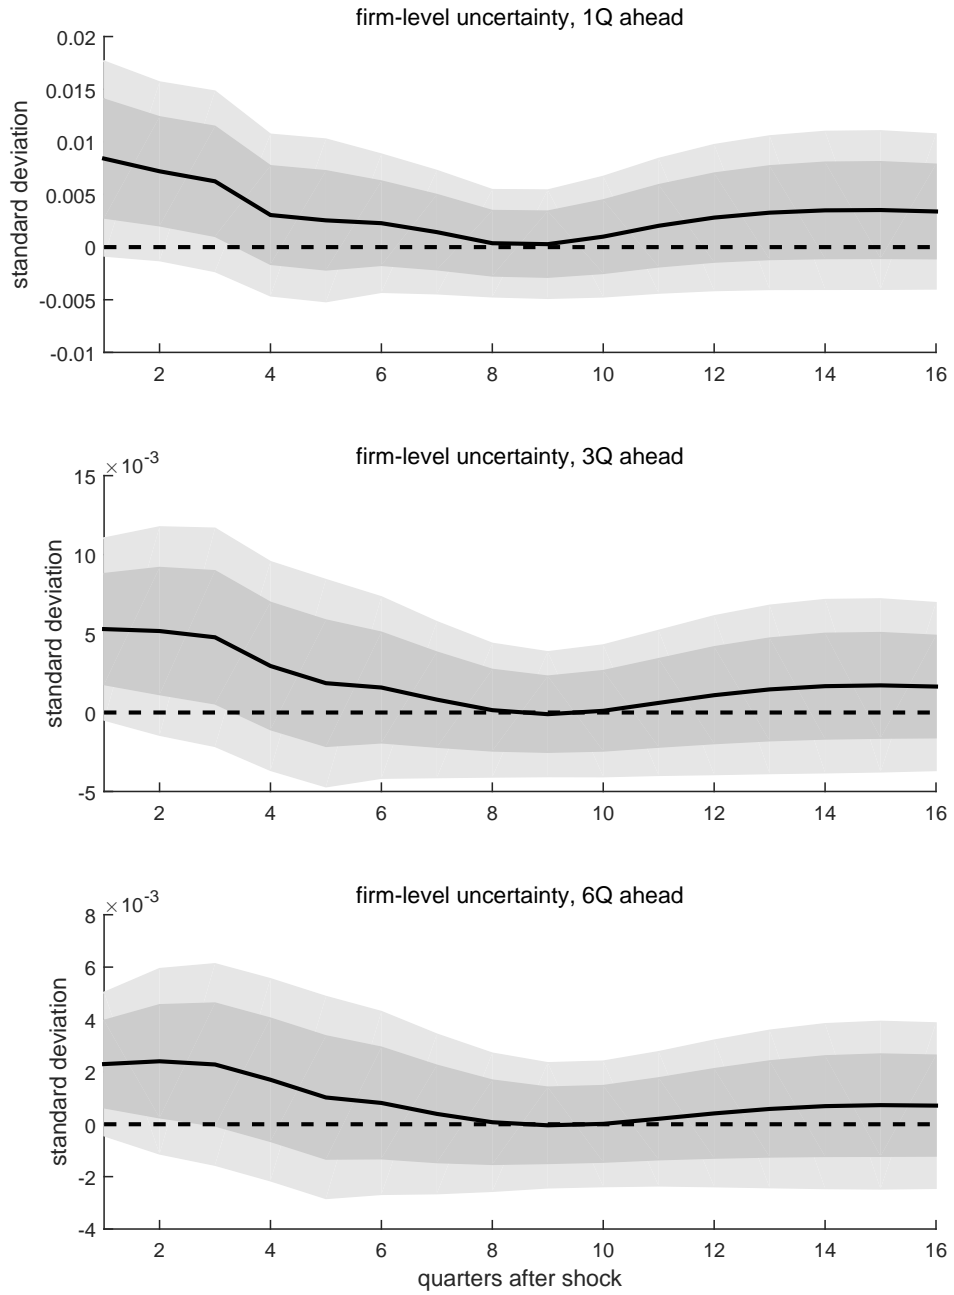 firm-level uncertainty, 1Q ahead
0.02
0.015
0.01
0.005
0
-0.005
-0.01
standard deviation
2 4 6 8 10 12 14 16
firm-level uncertainty, 3Q ahead
×10-3
15
10
5
0
-5
standard deviation
2 4 6 8 10 12 14 16
firm-level uncertainty, 6Q ahead
×10-3
8
6
4
2
0
-2
-4
standard deviation
2 4 6 8 10 12 14 16
quarters after shock